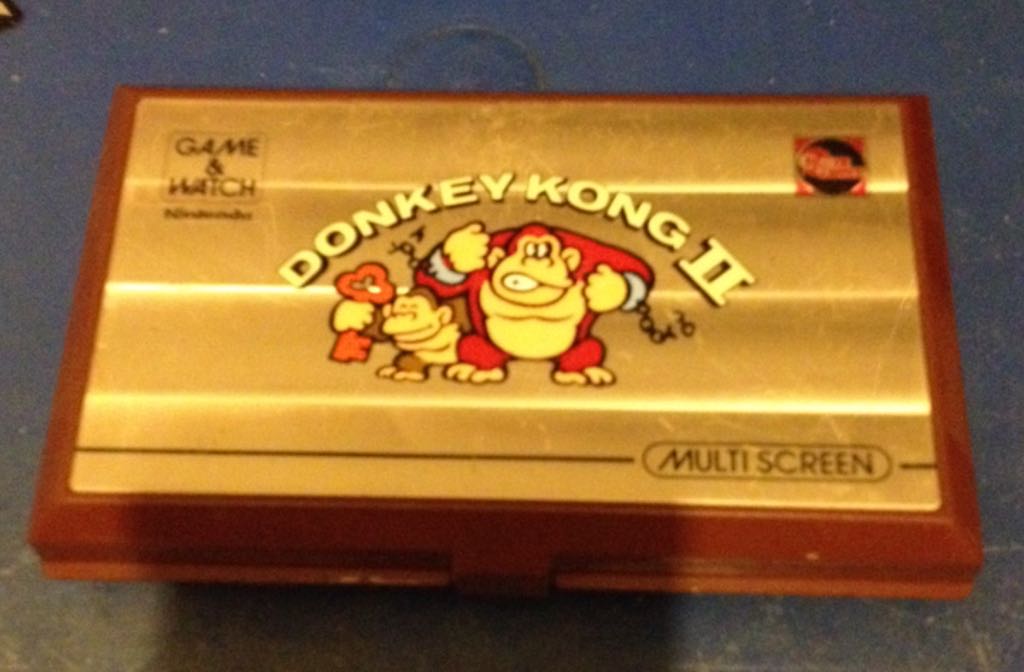 GAME
&
WATCH
Nintendo
DONKEY KONG II
MULTI SCREEN